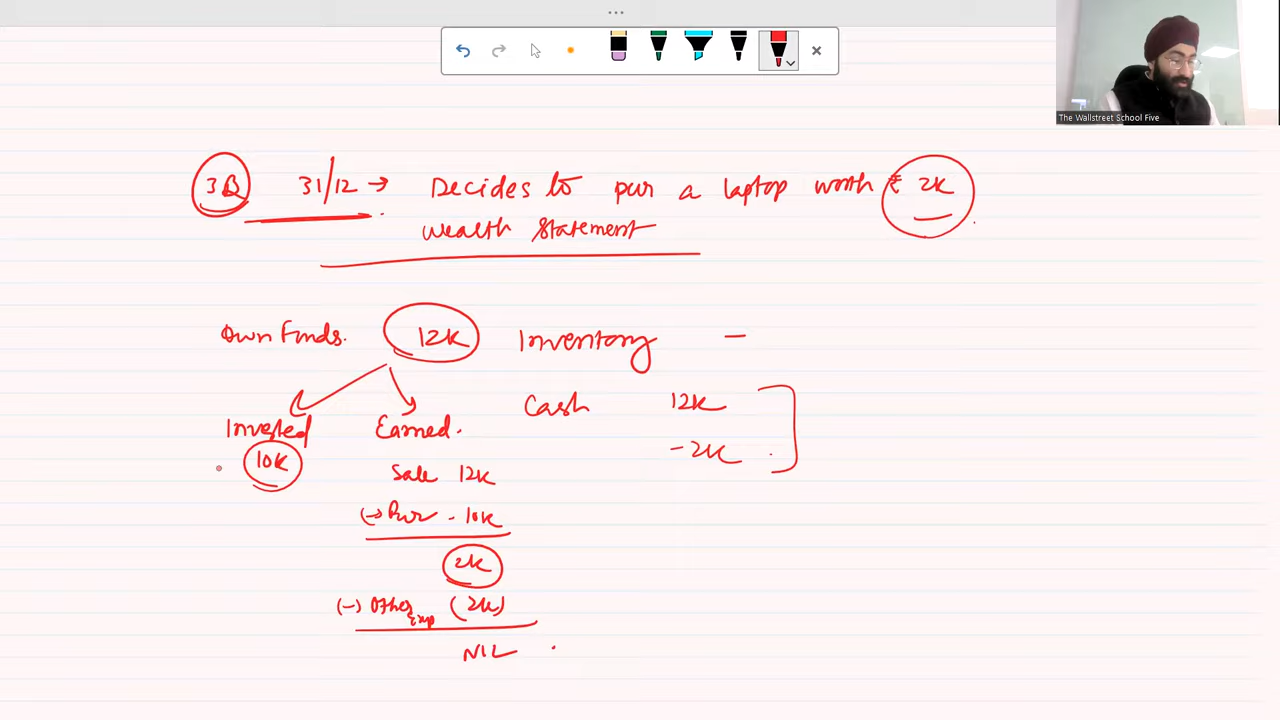 The Wallstreet School Five
3B 31/12 → Decides to pur a laptop worth ₹ 2K
Wealth Statement
Own Funds. 12K Inventory -
Cash 12K
Invested Earned.
-2K
10K
Sale 12K
(-) Pur - 10K
2K
(-) Other Exp (2K)
NIL